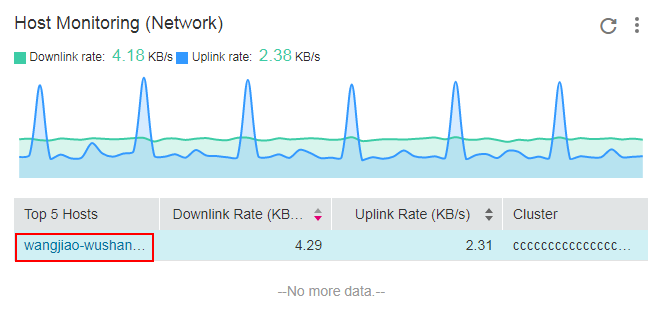 Host Monitoring (Network)
Downlink rate: 4.18 KB/s Uplink rate: 2.38 KB/s
Top 5 Hosts Downlink Rate (KB... Uplink Rate (KB/s) Cluster
wangjiao-wushan... 4.29 2.31 ccccccccccccccc...
--No more data.--